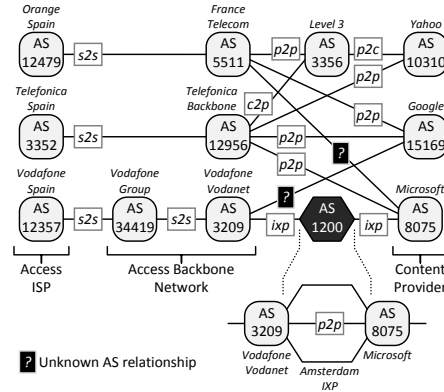 Orange
Spain
France
Telecom
Level 3
Yahoo
AS
12479
s2s
AS
5511
p2p
AS
3356
p2c
AS
10310
p2p
Telefonica
Spain
Telefonica
Backbone
c2p
p2p
Google
AS
3352
s2s
AS
12956
p2p
?
AS
15169
p2p
Vodafone
Spain
Vodafone
Group
Vodafone
Vodanet
?
Microsoft
AS
12357
s2s
AS
34419
s2s
AS
3209
ixp
AS
1200
ixp
AS
8075
Access
ISP
Access Backbone
Network
Content
Provider
AS
3209
p2p
AS
8075
Vodafone
Vodanet
Amsterdam
IXP
Microsoft
? Unknown AS relationship